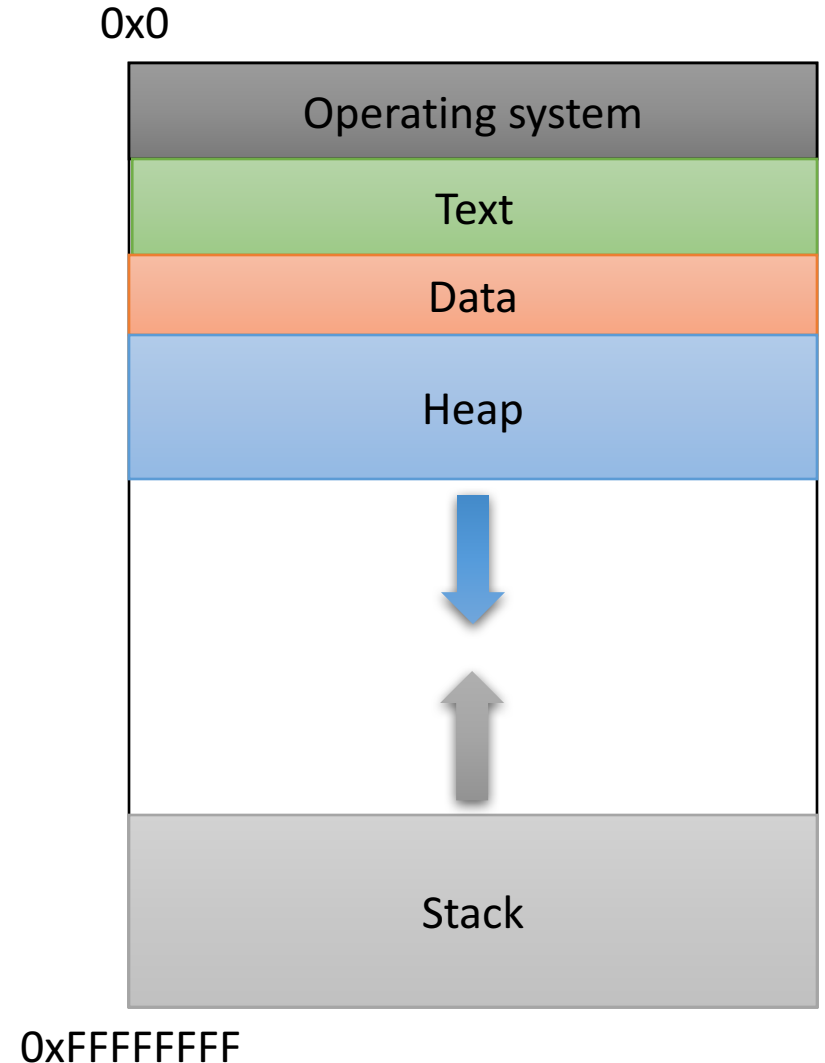 0x0
Operating system
Text
Data
Heap
Stack
0xFFFFFFFF